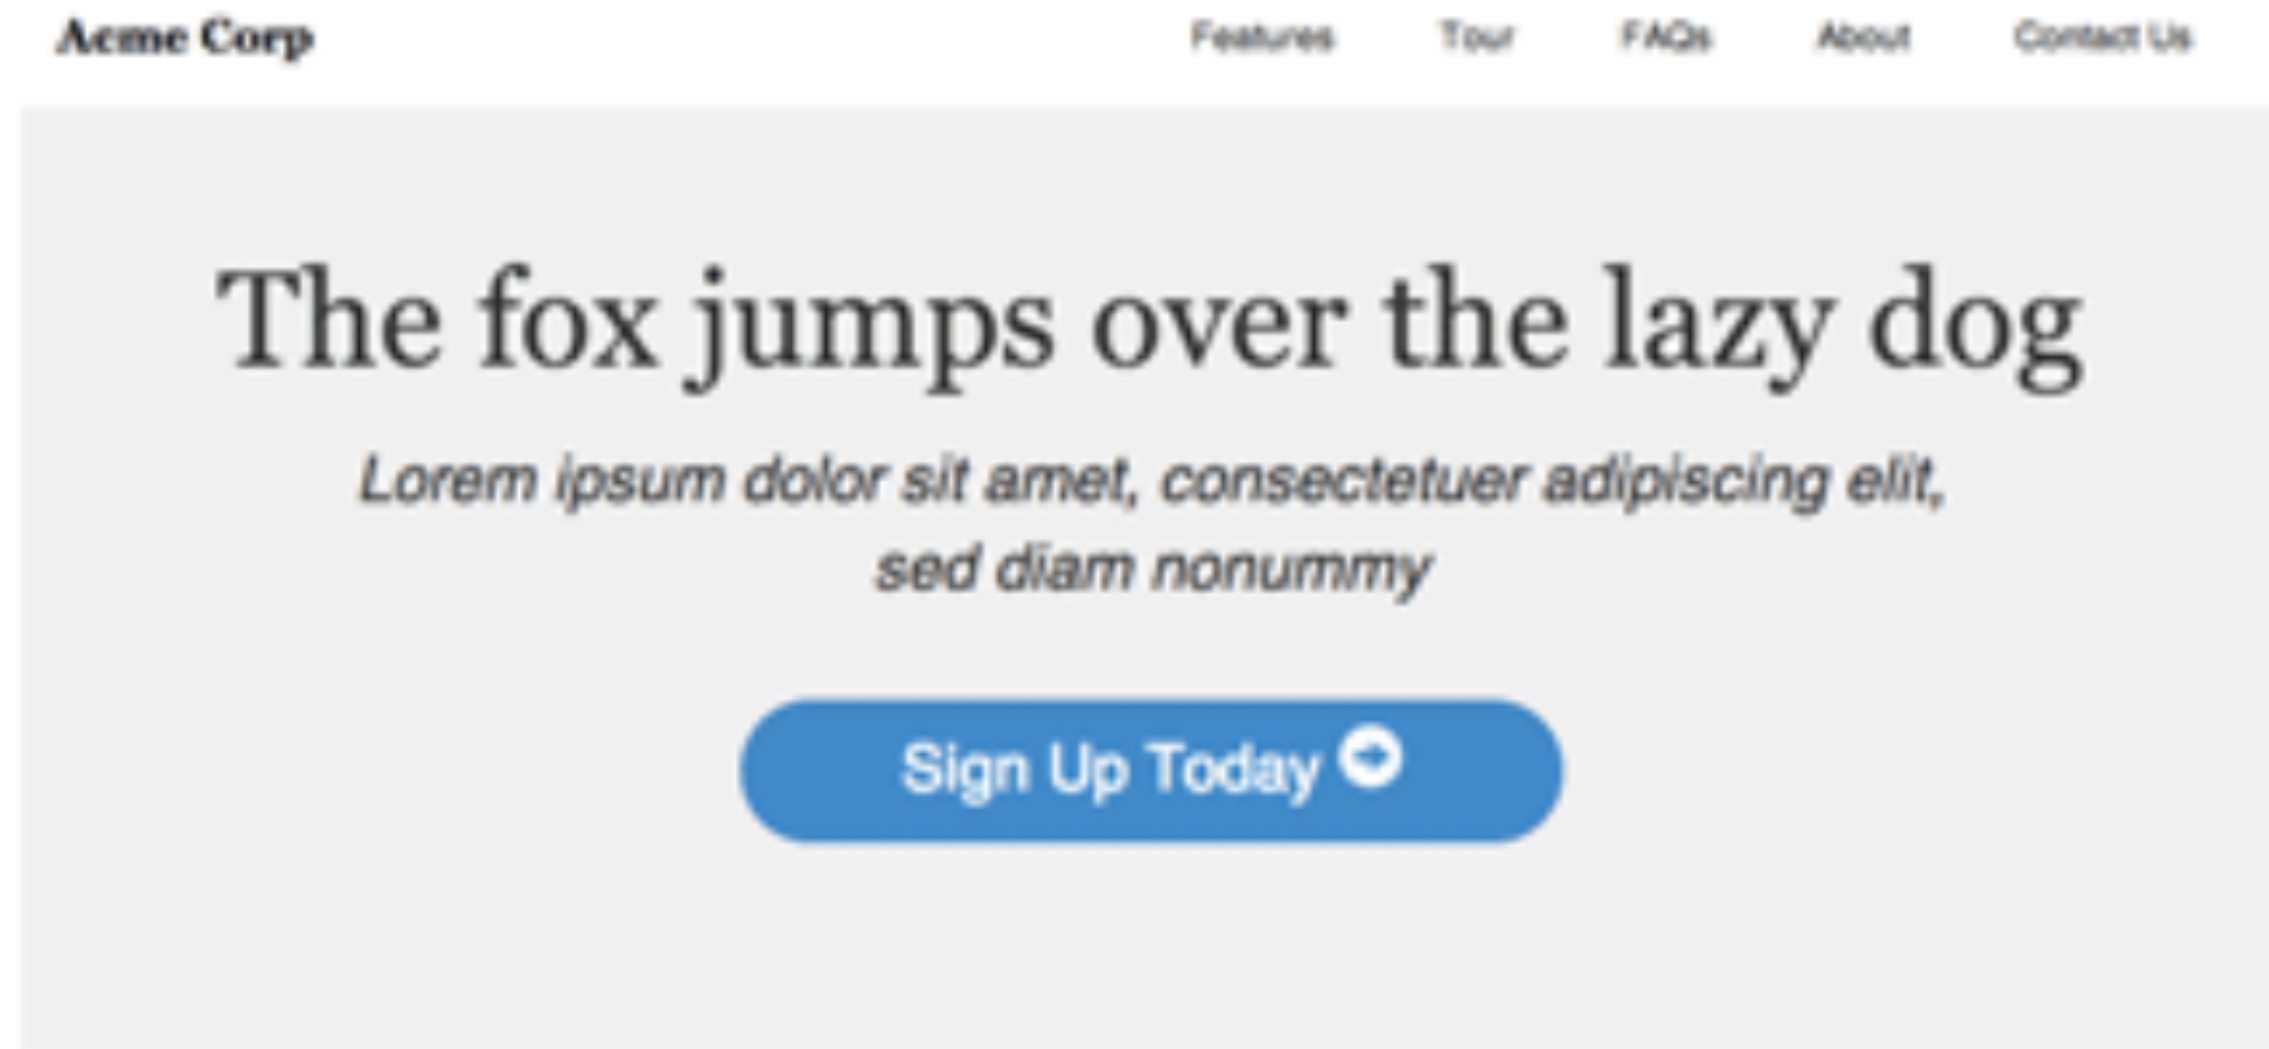 Acme Corp
Features Tour FAQs About Contact Us
The fox jumps over the lazy dog
Lorem ipsum dolor sit amet, consectetuer adipiscing elit,
sed diam nonummy
Sign Up Today